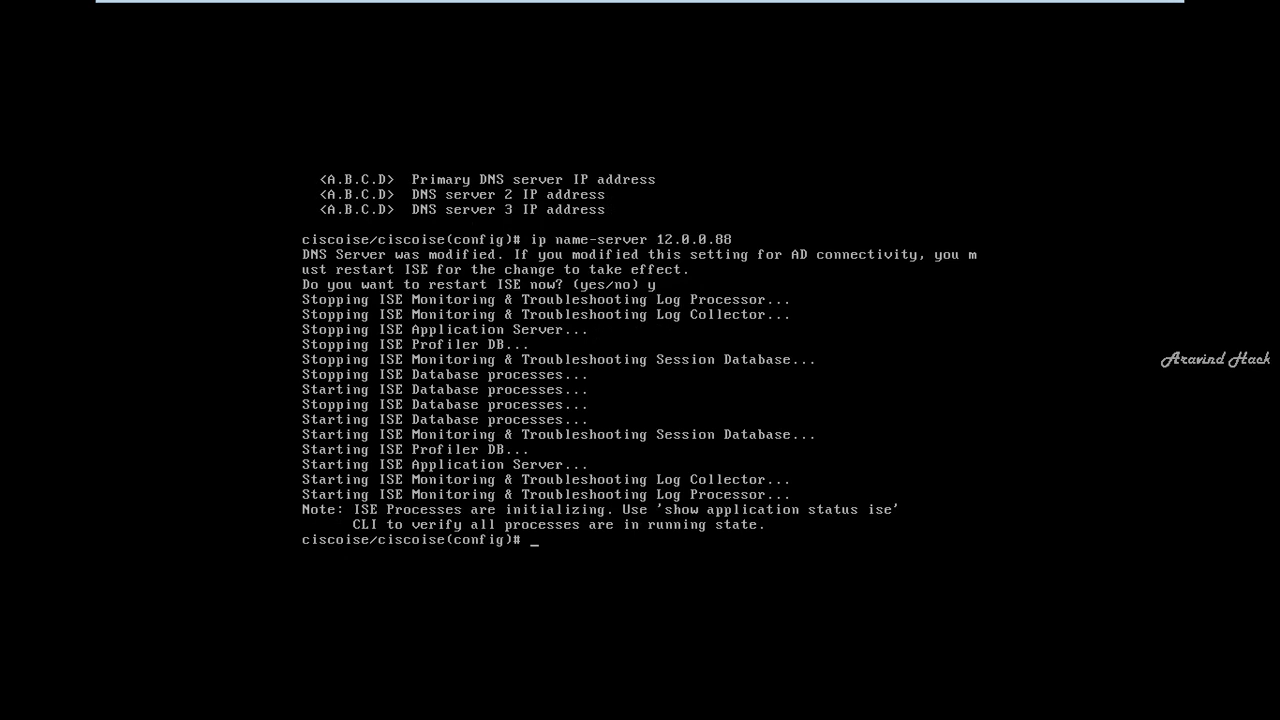 <A.B.C.D>  Primary DNS server IP address
<A.B.C.D>  DNS server 2 IP address
<A.B.C.D>  DNS server 3 IP address
ciscoise/ciscoise(config)# ip name-server 12.0.0.88
DNS Server was modified. If you modified this setting for AD connectivity, you m
ust restart ISE for the change to take effect.
Do you want to restart ISE now? (yes/no) y
Stopping ISE Monitoring & Troubleshooting Log Processor...
Stopping ISE Monitoring & Troubleshooting Log Collector...
Stopping ISE Application Server...
Stopping ISE Profiler DB...
Stopping ISE Monitoring & Troubleshooting Session Database...
Stopping ISE Database processes...
Starting ISE Database processes...
Stopping ISE Database processes...
Starting ISE Database processes...
Starting ISE Monitoring & Troubleshooting Session Database...
Starting ISE Profiler DB...
Starting ISE Application Server...
Starting ISE Monitoring & Troubleshooting Log Collector...
Starting ISE Monitoring & Troubleshooting Log Processor...
Note: ISE Processes are initializing. Use 'show application status ise'
CLI to verify all processes are in running state.
ciscoise/ciscoise(config)# _
Aravind Hack